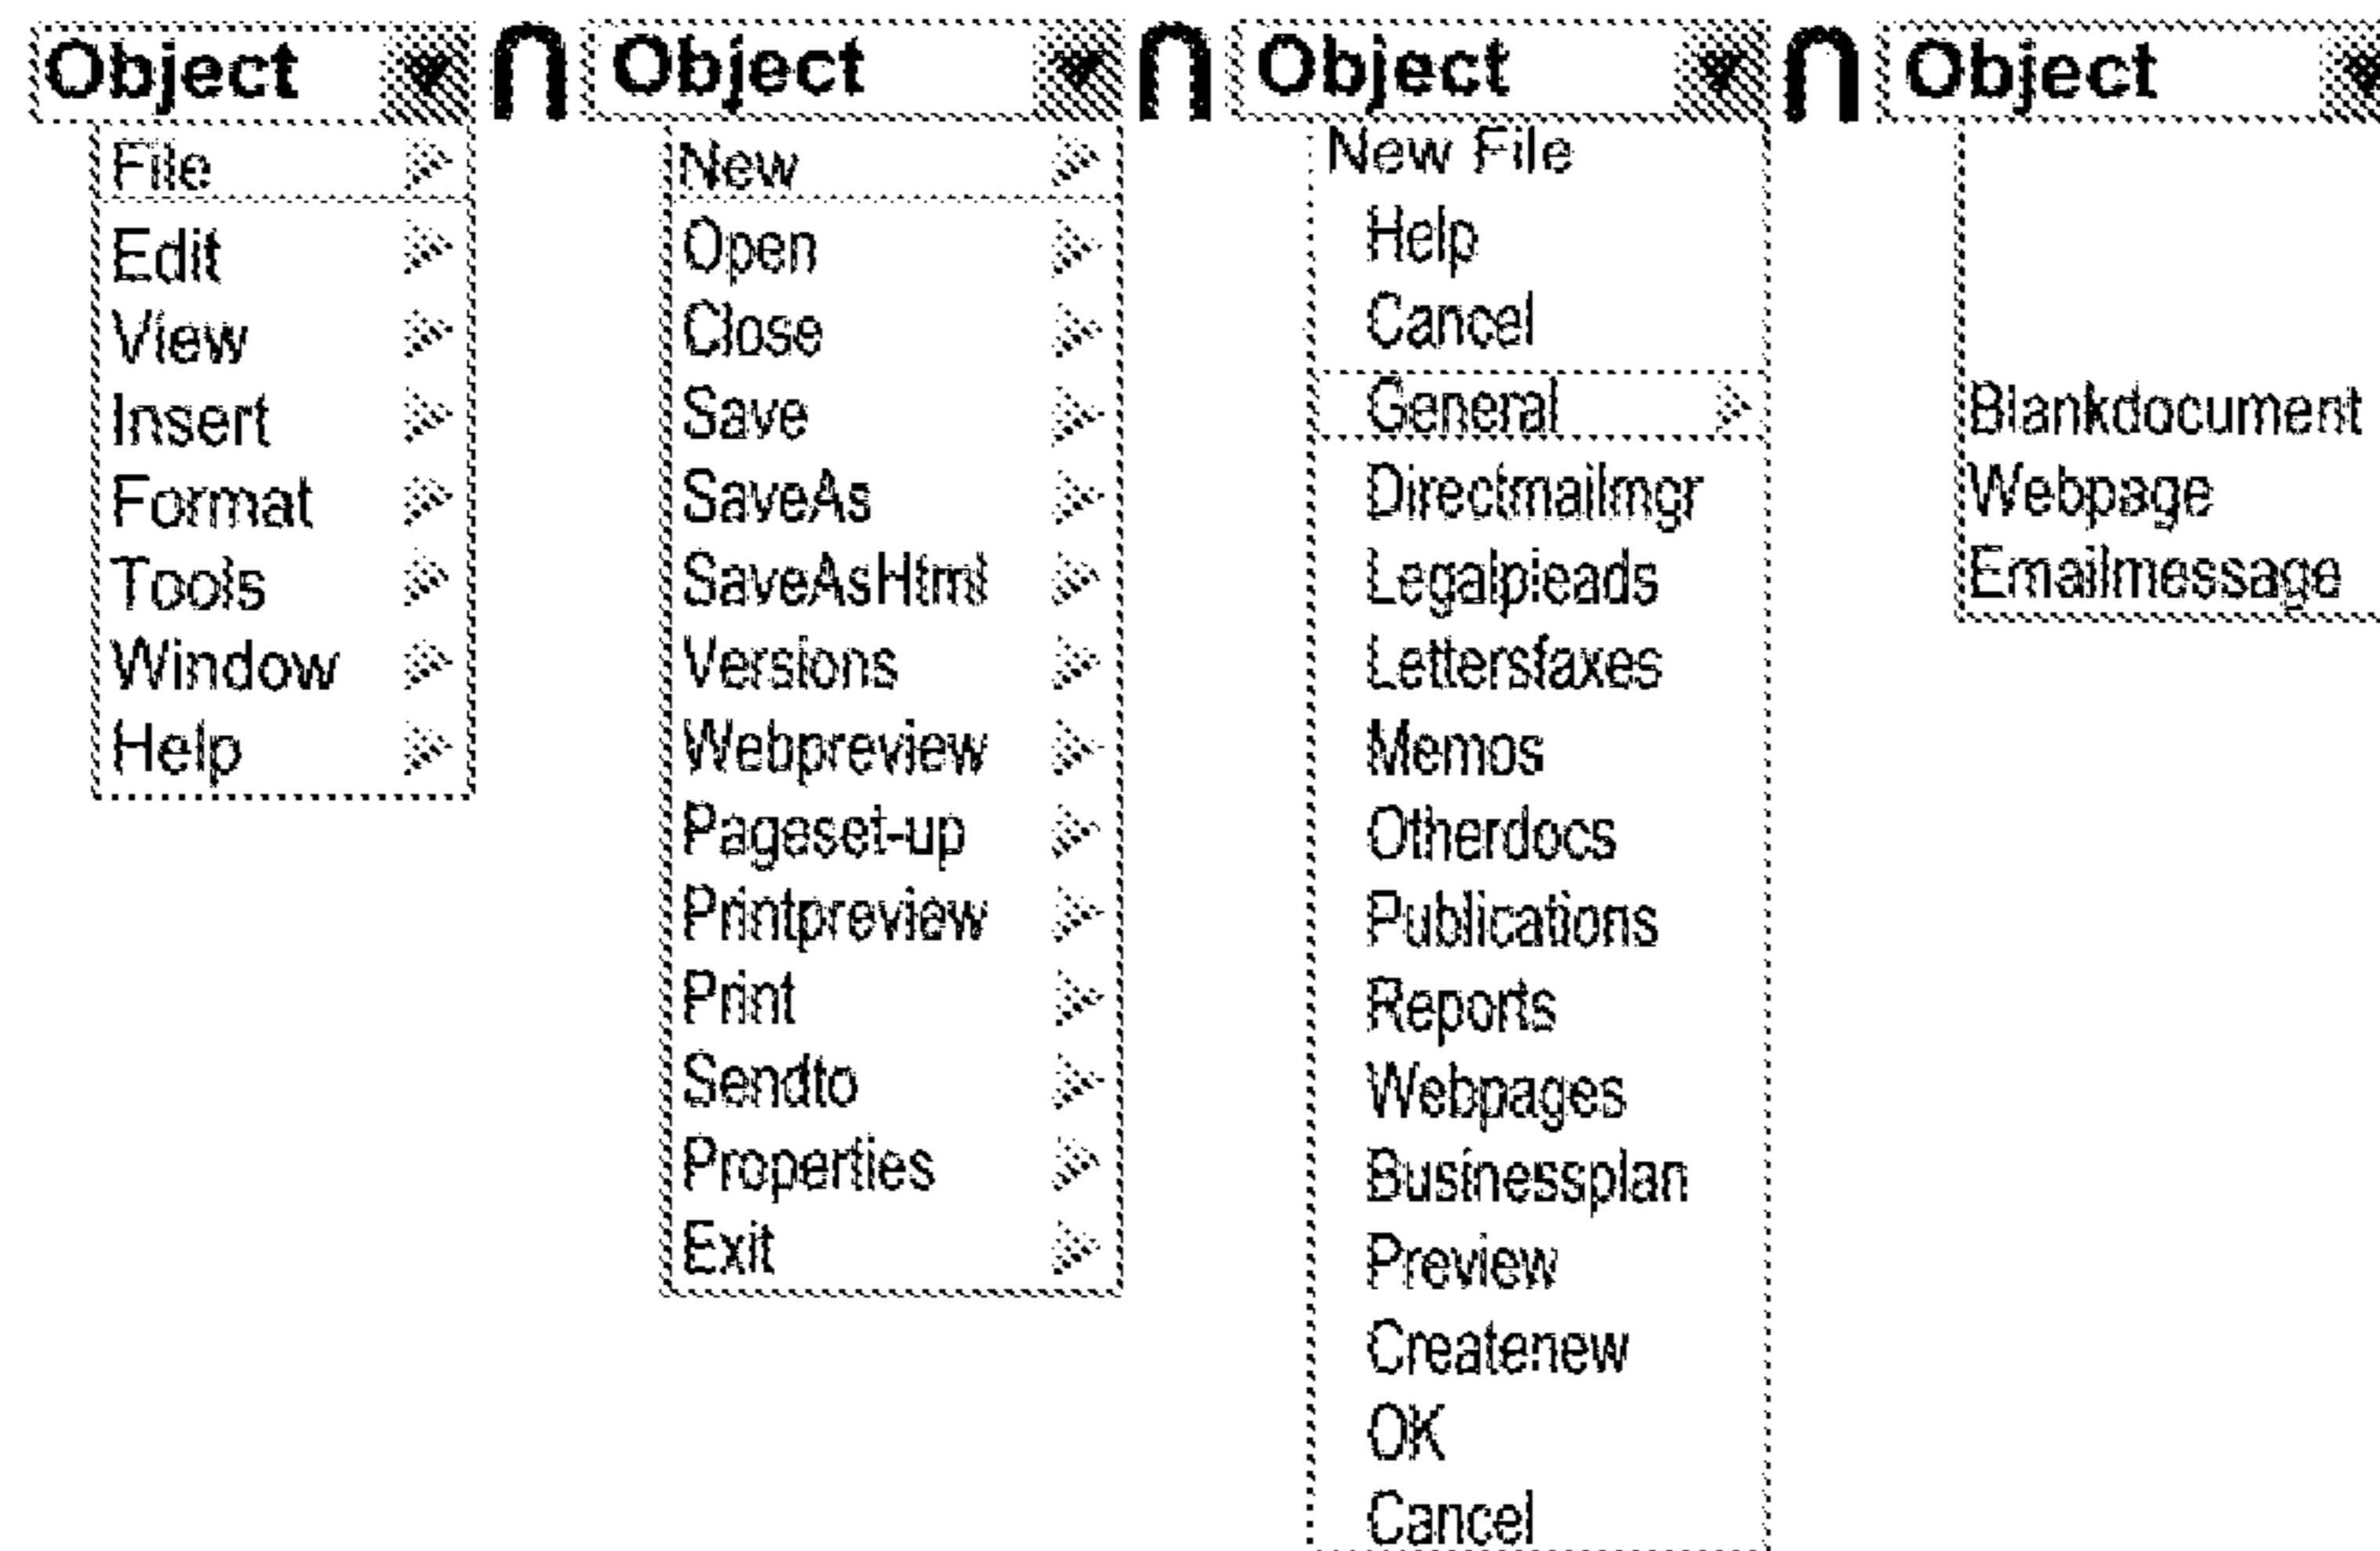 Object ∩ Object ∩ Object ∩ Object
File
Edit
View
Insert
Format
Tools
Window
Help
New
Open
Close
Save
SaveAs
SaveAsHtml
Versions
Webpreview
Pageset-up
Printpreview
Print
Sendto
Properties
Exit
New File
Help
Cancel
General
Directmailmgr
Legalpleads
Lettersfaxes
Memos
Otherdocs
Publications
Reports
Webpages
Businessplan
Preview
Createnew
OK
Cancel
Blankdocument
Webpage
Emailmessage